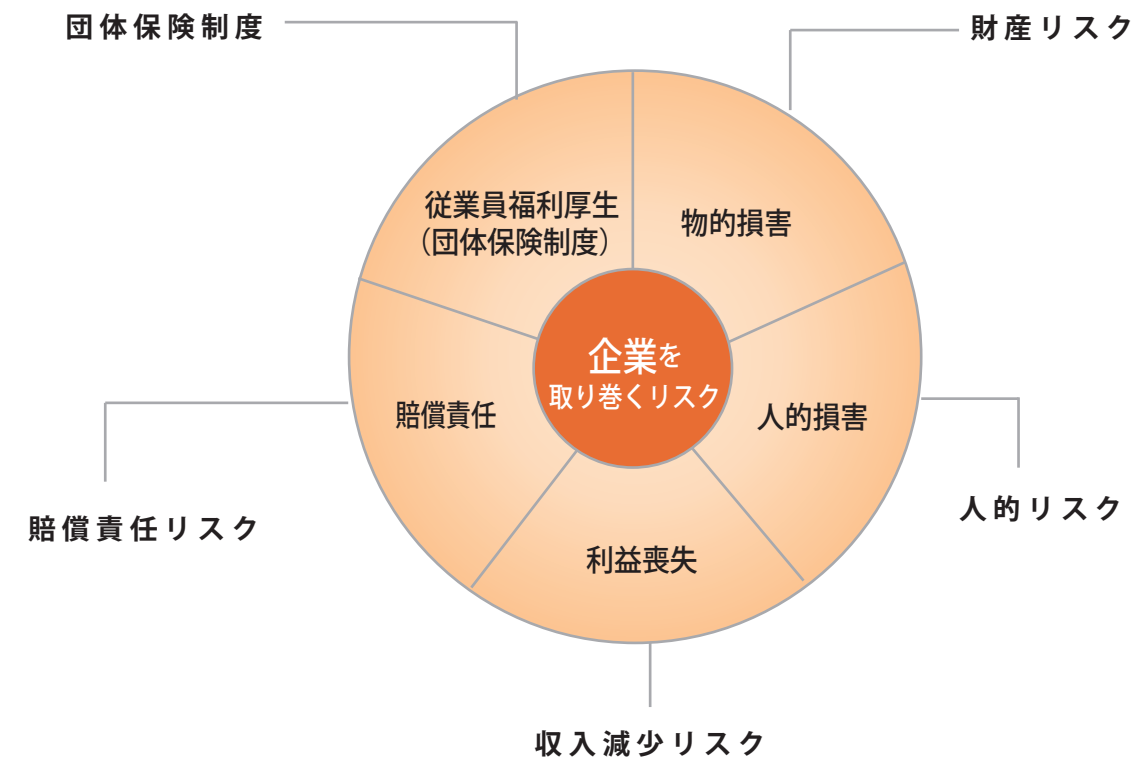 団体保険制度
財産リスク
従業員福利厚生
（団体保険制度）
物的損害
企業を
取り巻くリスク
賠償責任
人的損害
賠償責任リスク
人的リスク
利益喪失
収入減少リスク